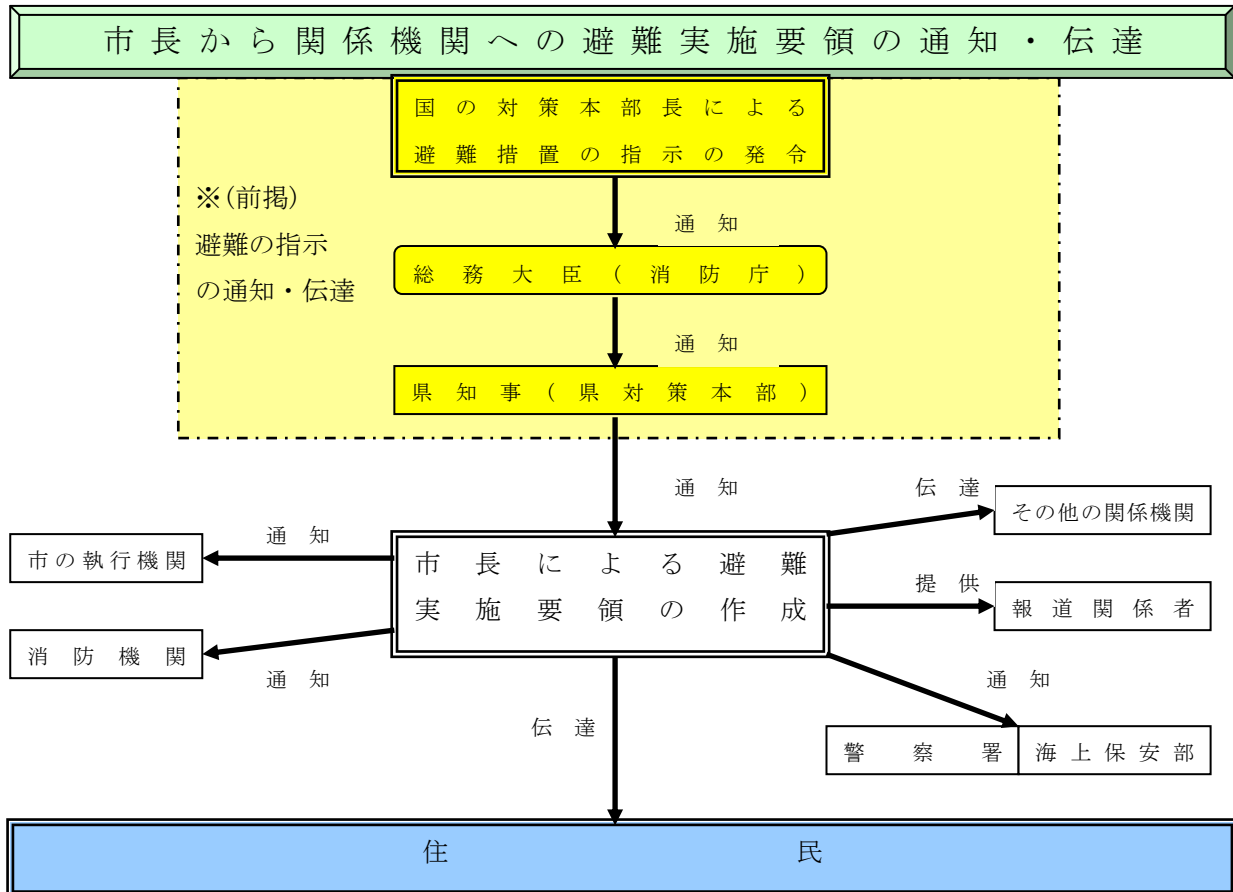 市長から関係機関への避難実施要領の通知・伝達
国の対策本部長による
避難措置の指示の発令
※(前掲)
避難の指示
の通知・伝達
通知
総務大臣(消防庁)
通知
県知事(県対策本部)
通知
伝達
その他の関係機関
通知
市の執行機関
市長による避難
実施要領の作成
提供
報道関係者
消防機関
通知
通知
伝達
警察署
海上保安部
住民